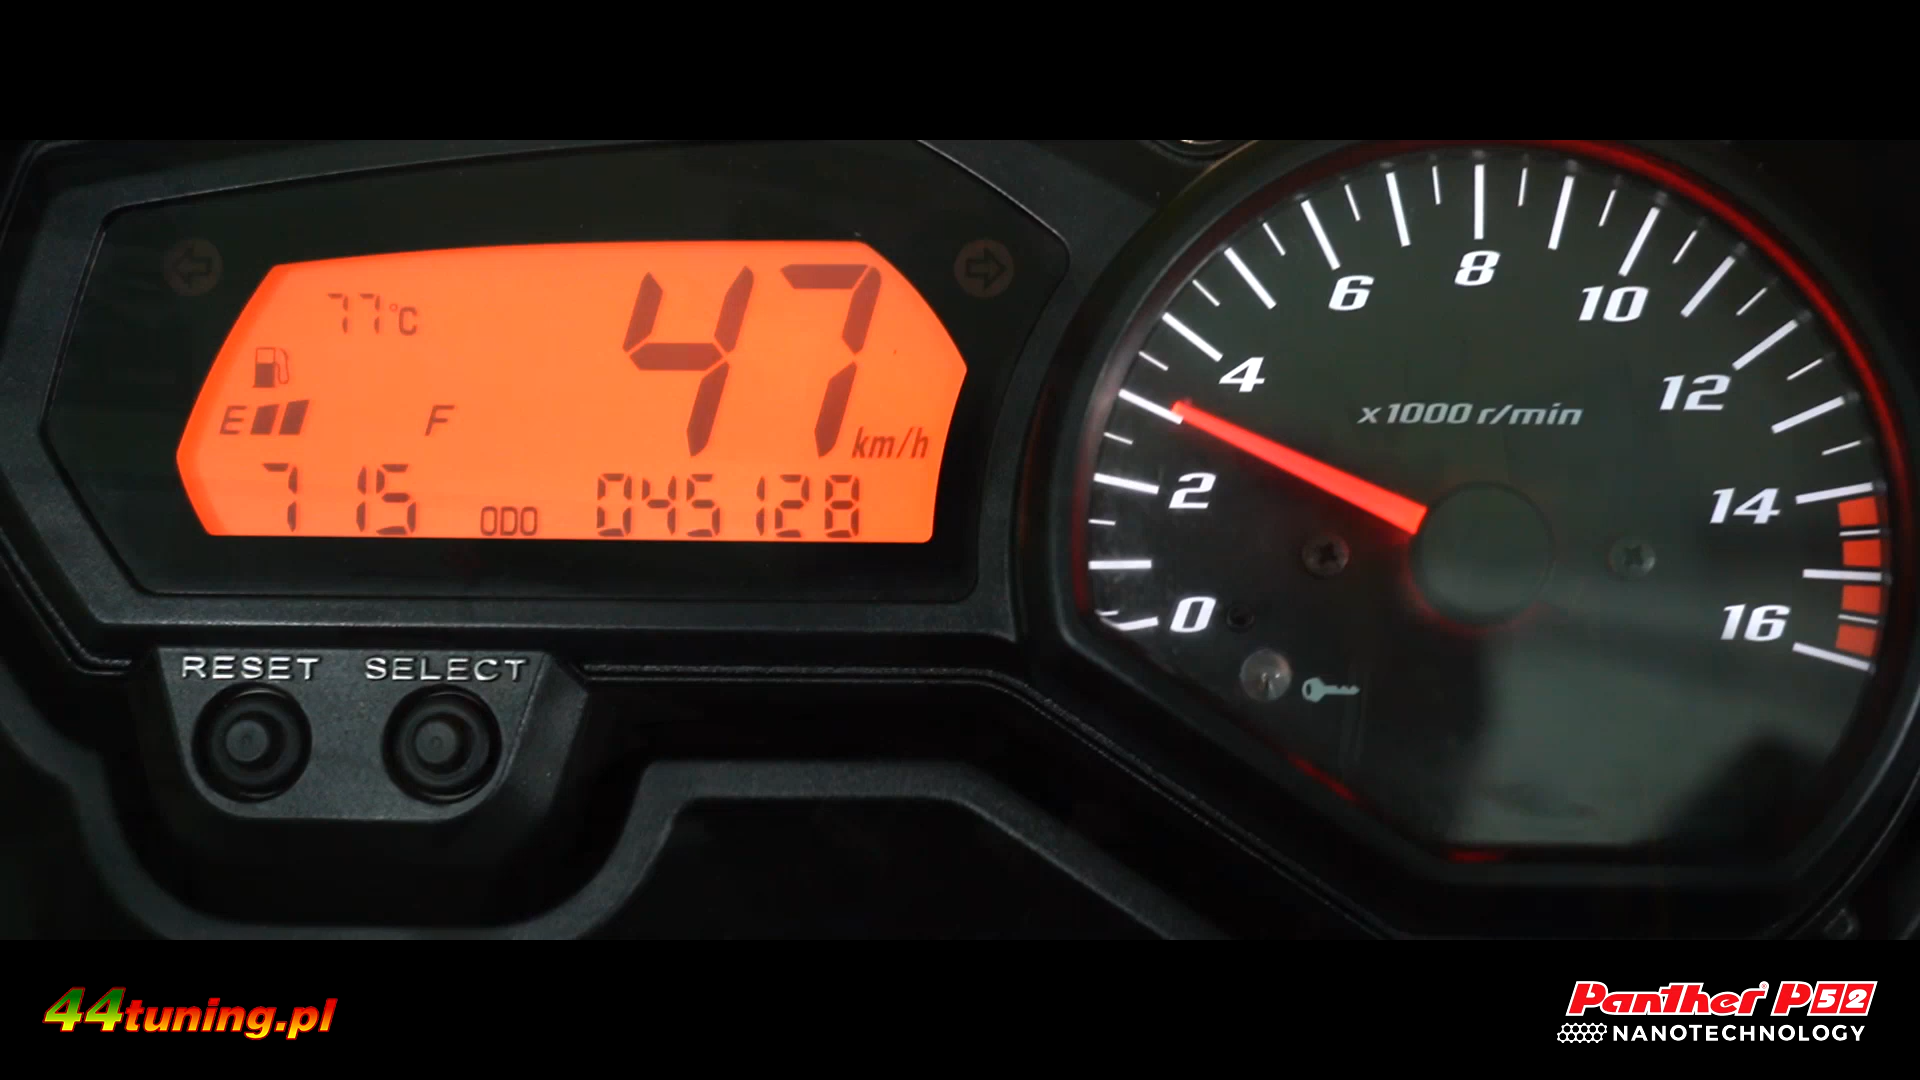 77°C
47
km/h
E F
7 15 ODO 045128
RESET SELECT
0
2
4
6
8
10
12
14
16
x1000 r/min
44tuning.pl
Panther® P52
NANOTECHNOLOGY